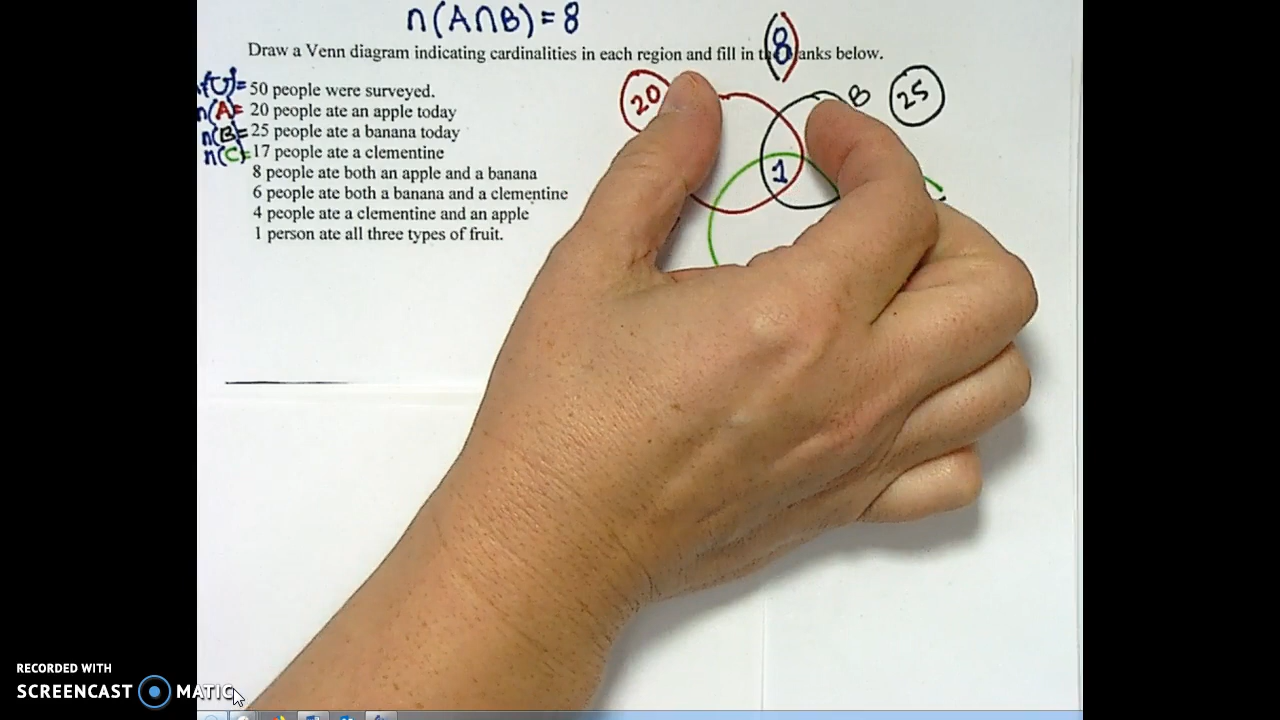 n(A∩B)=8
Draw a Venn diagram indicating cardinalities in each region and fill in the blanks below.
(8)
n(U)= 50 people were surveyed.
n(A)= 20 people ate an apple today
n(B)= 25 people ate a banana today
n(C)= 17 people ate a clementine
8 people ate both an apple and a banana
6 people ate both a banana and a clementine
4 people ate a clementine and an apple
1 person ate all three types of fruit.
20
B
25
1
RECORDED WITH
SCREENCAST MATIC